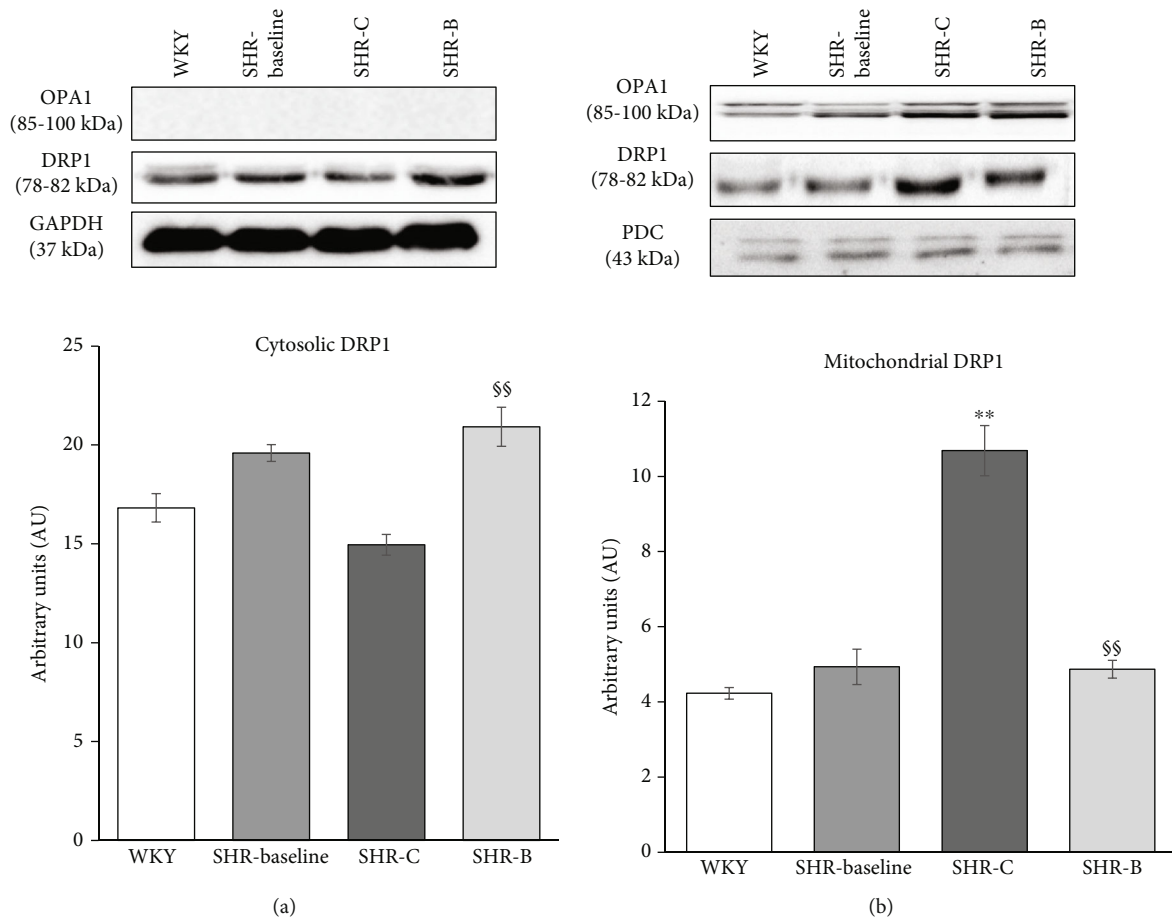 WKY
SHR-
baseline
SHR-C
SHR-B
OPA1
(85-100 kDa)
DRP1
(78-82 kDa)
GAPDH
(37 kDa)
Cytosolic DRP1
25
20
15
10
5
0
Arbitrary units (AU)
§§
WKY
SHR-baseline
SHR-C
SHR-B
(a)
WKY
SHR-
baseline
SHR-C
SHR-B
OPA1
(85-100 kDa)
DRP1
(78-82 kDa)
PDC
(43 kDa)
Mitochondrial DRP1
12
10
8
6
4
2
0
Arbitrary units (AU)
**
§§
WKY
SHR-baseline
SHR-C
SHR-B
(b)